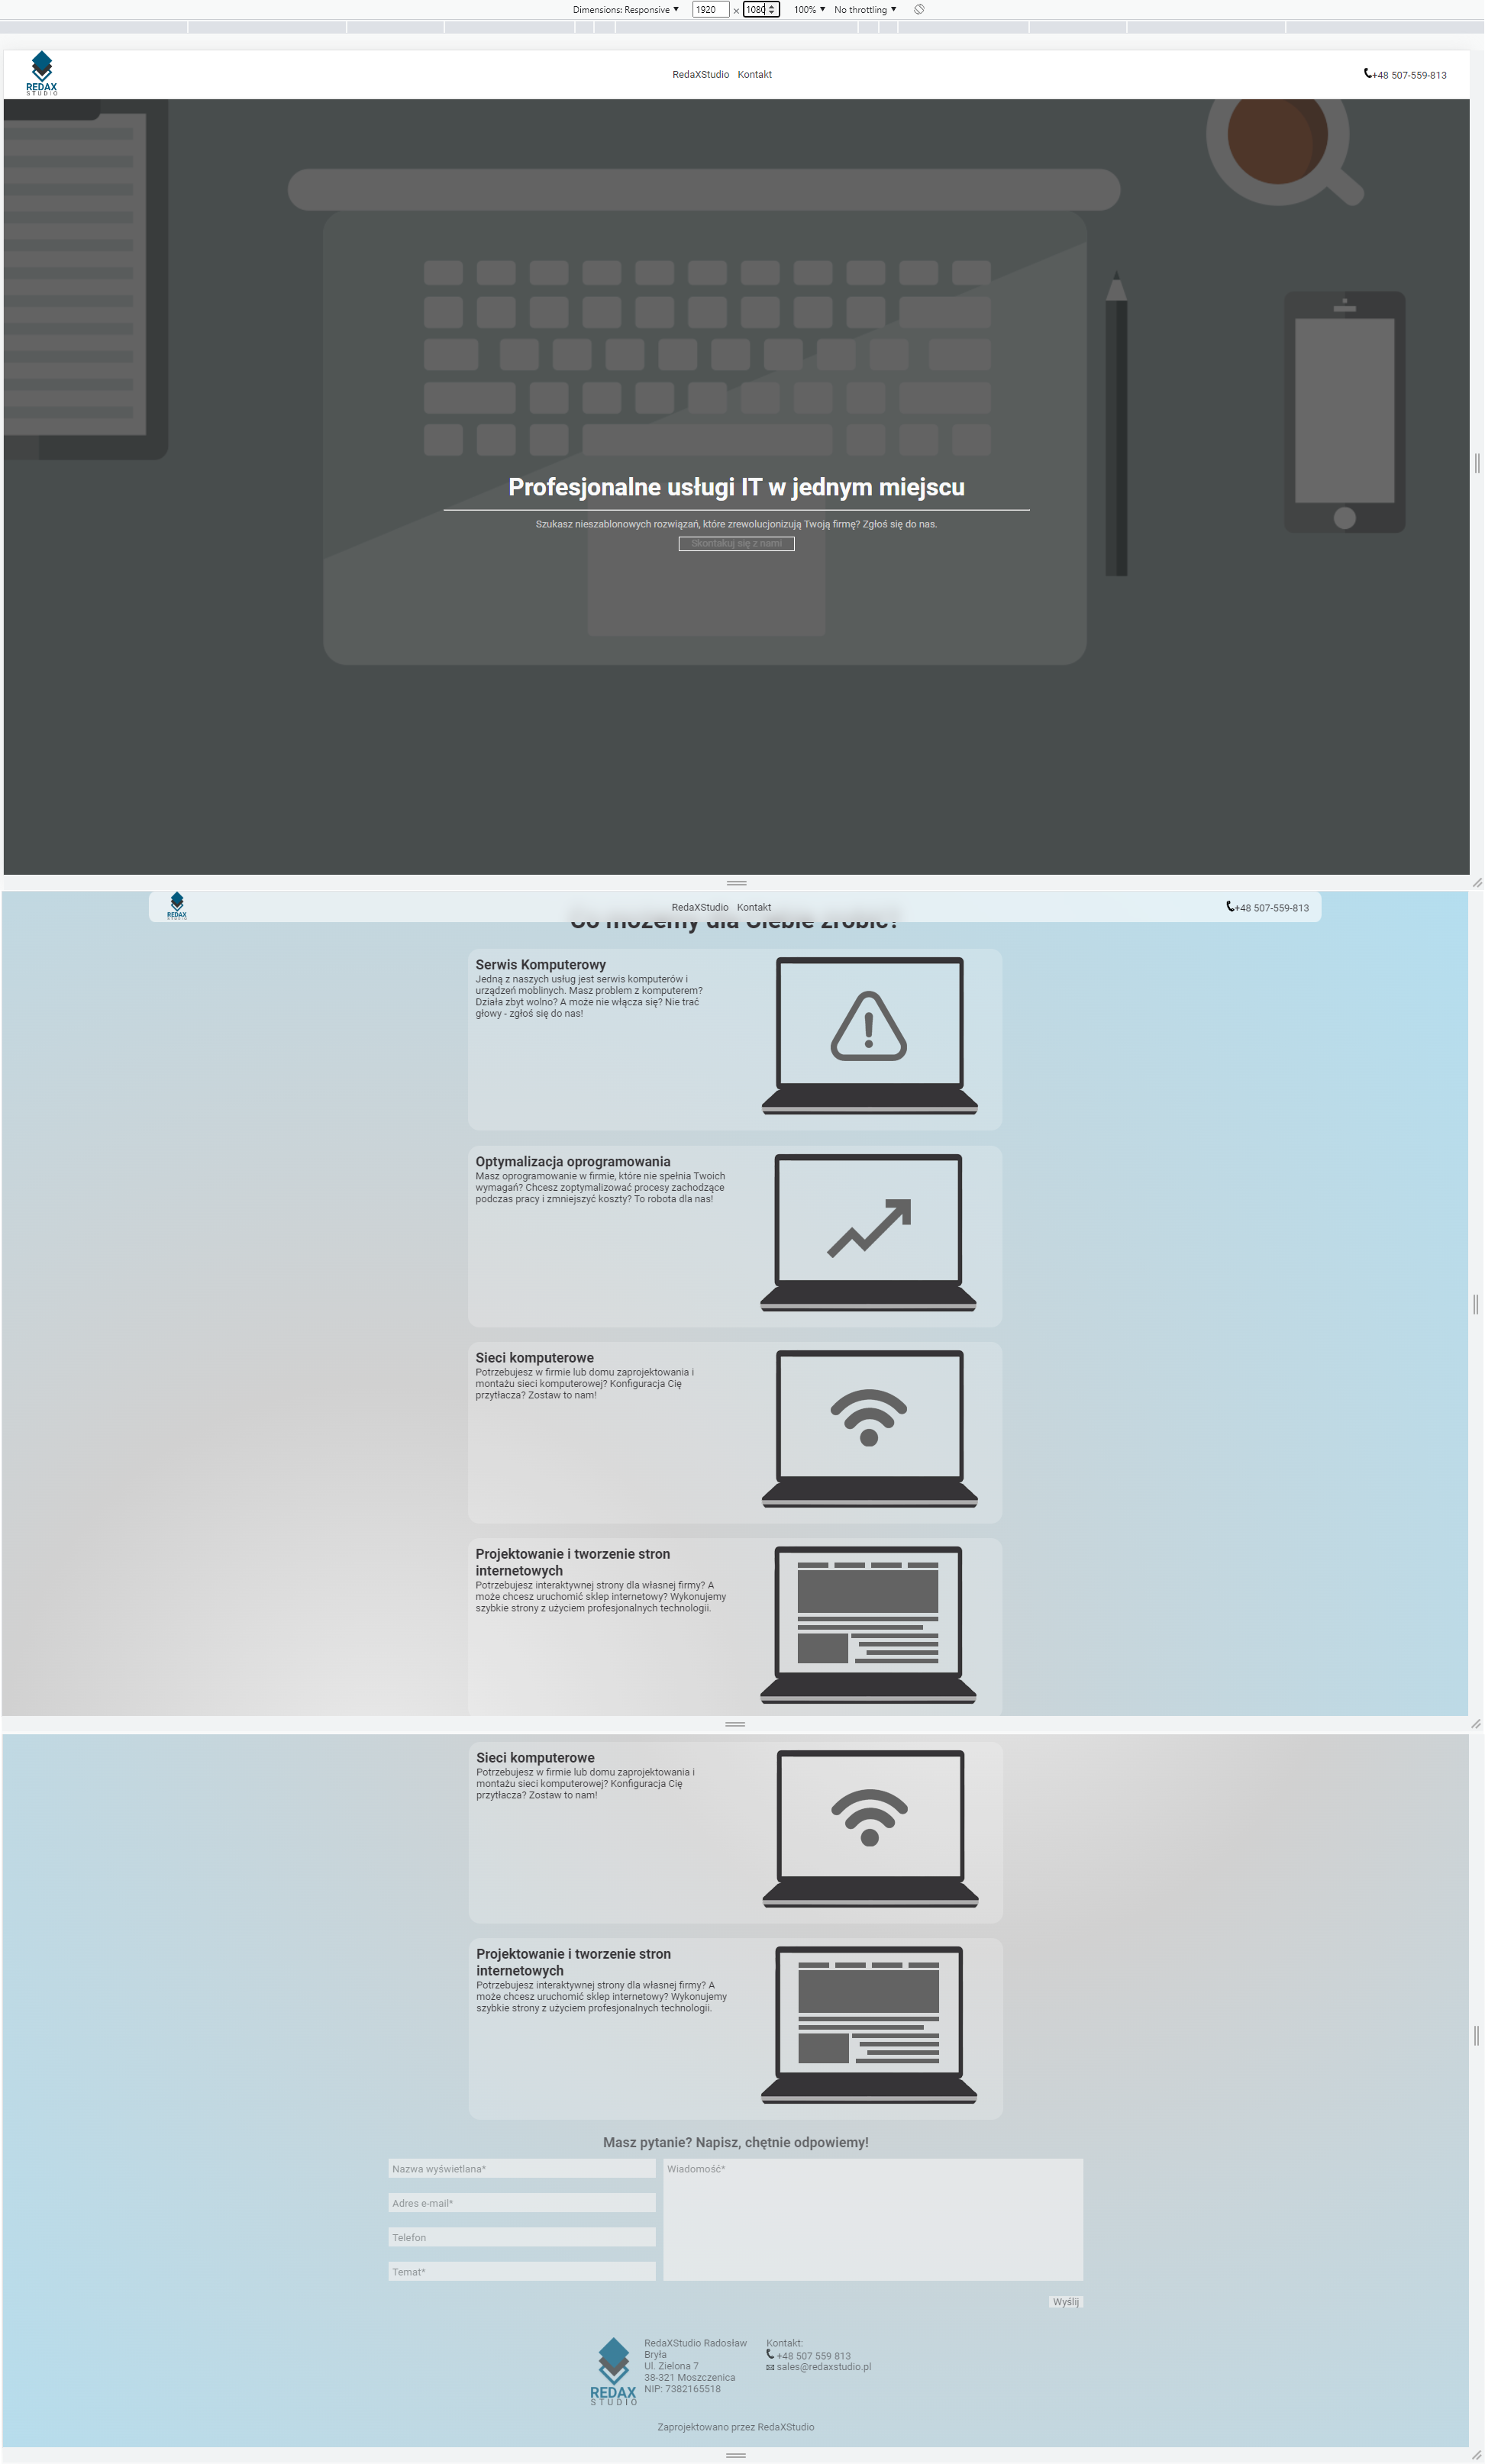 Dimensions: Responsive 1920 × 1080 100% No throttling
REDAX
STUDIO
RedaXStudio Kontakt
+48 507-559-813
Profesjonalne usługi IT w jednym miejscu
Szukasz nieszablonowych rozwiązań, które zrewolucjonizują Twoją firmę? Zgłoś się do nas.
Skontakuj się z nami
REDAX
STUDIO
RedaXStudio Kontakt
+48 507-559-813
Co możemy dla Ciebie zrobić?
Serwis Komputerowy
Jedną z naszych usług jest serwis komputerów i
urządzeń moblinych. Masz problem z komputerem?
Działa zbyt wolno? A może nie włącza się? Nie trać
głowy - zgłoś się do nas!
Optymalizacja oprogramowania
Masz oprogramowanie w firmie, które nie spełnia Twoich
wymagań? Chcesz zoptymalizować procesy zachodzące
podczas pracy i zmniejszyć koszty? To robota dla nas!
Sieci komputerowe
Potrzebujesz w firmie lub domu zaprojektowania i
montażu sieci komputerowej? Konfiguracja Cię
przytłacza? Zostaw to nam!
Projektowanie i tworzenie stron
internetowych
Potrzebujesz interaktywnej strony dla własnej firmy? A
może chcesz uruchomić sklep internetowy? Wykonujemy
szybkie strony z użyciem profesjonalnych technologii.
Sieci komputerowe
Potrzebujesz w firmie lub domu zaprojektowania i
montażu sieci komputerowej? Konfiguracja Cię
przytłacza? Zostaw to nam!
Projektowanie i tworzenie stron
internetowych
Potrzebujesz interaktywnej strony dla własnej firmy? A
może chcesz uruchomić sklep internetowy? Wykonujemy
szybkie strony z użyciem profesjonalnych technologii.
Masz pytanie? Napisz, chętnie odpowiemy!
Nazwa wyświetlana*
Adres e-mail*
Telefon
Temat*
Wiadomość*
Wyślij
REDAX
STUDIO
RedaXStudio Radosław
Bryła
Ul. Zielona 7
38-321 Moszczenica
NIP: 7382165518
Kontakt:
+48 507 559 813
sales@redaxstudio.pl
Zaprojektowano przez RedaXStudio